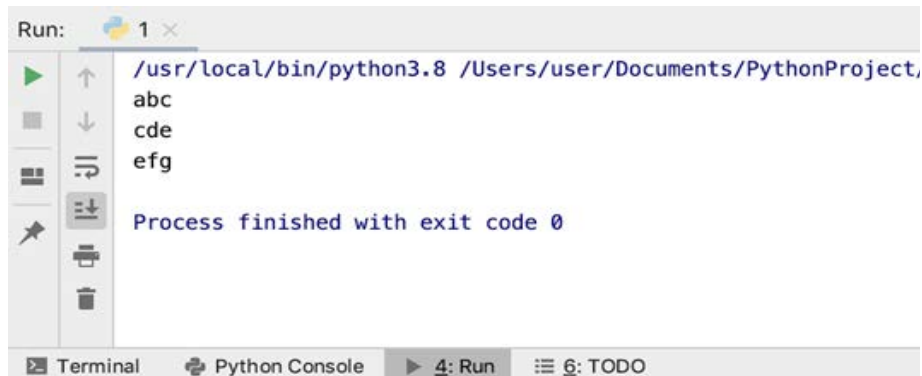 Run: 1
/usr/local/bin/python3.8 /Users/user/Documents/PythonProject/
abc
cde
efg
Process finished with exit code 0
Terminal Python Console 4: Run 6: TODO